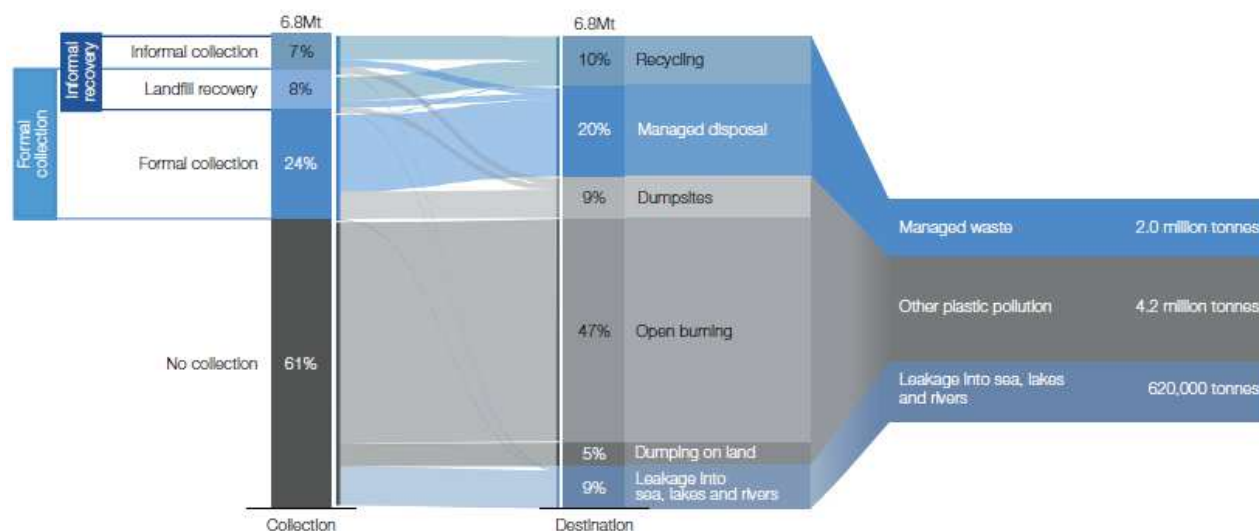 6.8Mt
6.8Mt
Informal recovery
Formal collection
Informal collection
7%
Landfill recovery
8%
Formal collection
24%
No collection
61%
Collection
10%
Recycling
20%
Managed disposal
9%
Dumpsites
47%
Open burning
5%
Dumping on land
9%
Leakage into
sea, lakes and rivers
Destination
Managed waste
2.0 million tonnes
Other plastic pollution
4.2 million tonnes
Leakage into sea, lakes
and rivers
620,000 tonnes